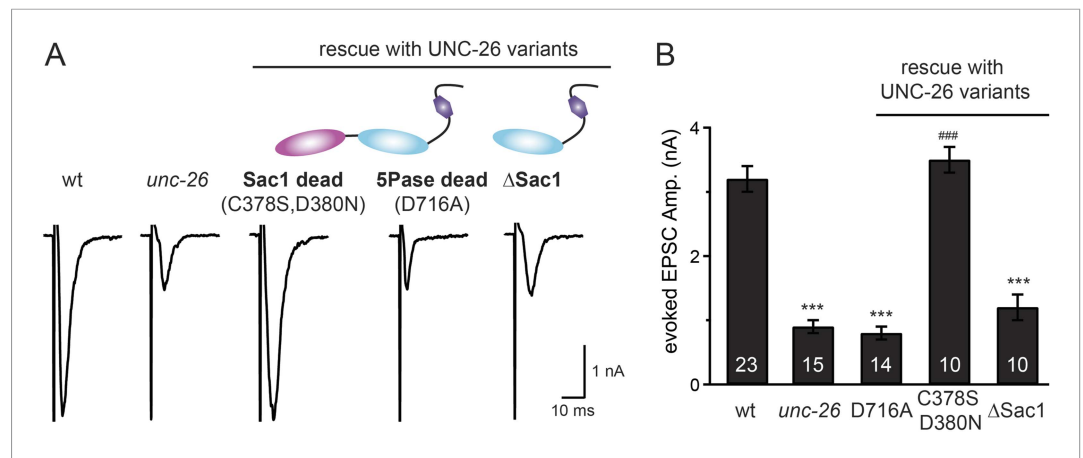 A
rescue with UNC-26 variants
wt
unc-26
Sac1 dead
(C378S,D380N)
5Pase dead
(D716A)
ΔSac1
1 nA
10 ms
B
rescue with
UNC-26 variants
evoked EPSC Amp. (nA)
4
2
0
***
***
###
***
23
15
14
10
10
wt
unc-26
D716A
C378S
D380N
ΔSac1